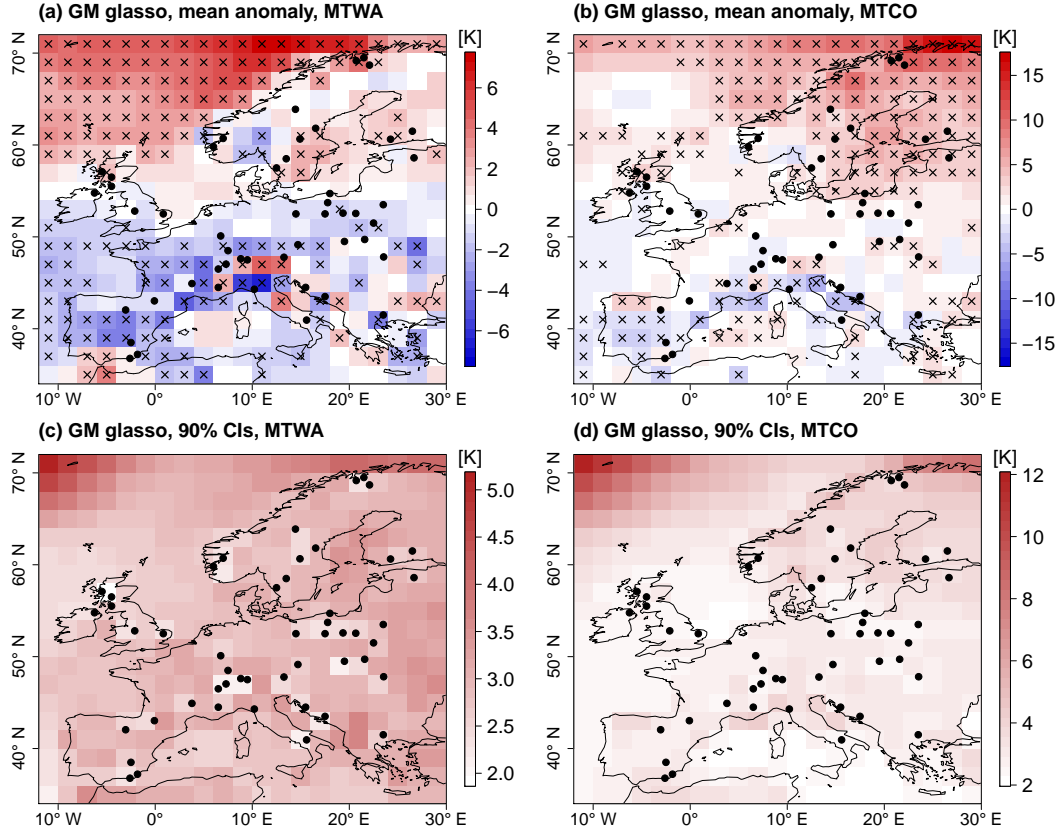 (a) GM glasso, mean anomaly, MTWA
(b) GM glasso, mean anomaly, MTCO
[K]
[K]
70° N
60° N
50° N
40° N
10° W
0°
10° E
20° E
30° E
6
4
2
0
−2
−4
−6
70° N
60° N
50° N
40° N
10° W
0°
10° E
20° E
30° E
15
10
5
0
−5
−10
−15
(c) GM glasso, 90% CIs, MTWA
(d) GM glasso, 90% CIs, MTCO
[K]
[K]
70° N
60° N
50° N
40° N
10° W
0°
10° E
20° E
30° E
5.0
4.5
4.0
3.5
3.0
2.5
2.0
70° N
60° N
50° N
40° N
10° W
0°
10° E
20° E
30° E
12
10
8
6
4
2